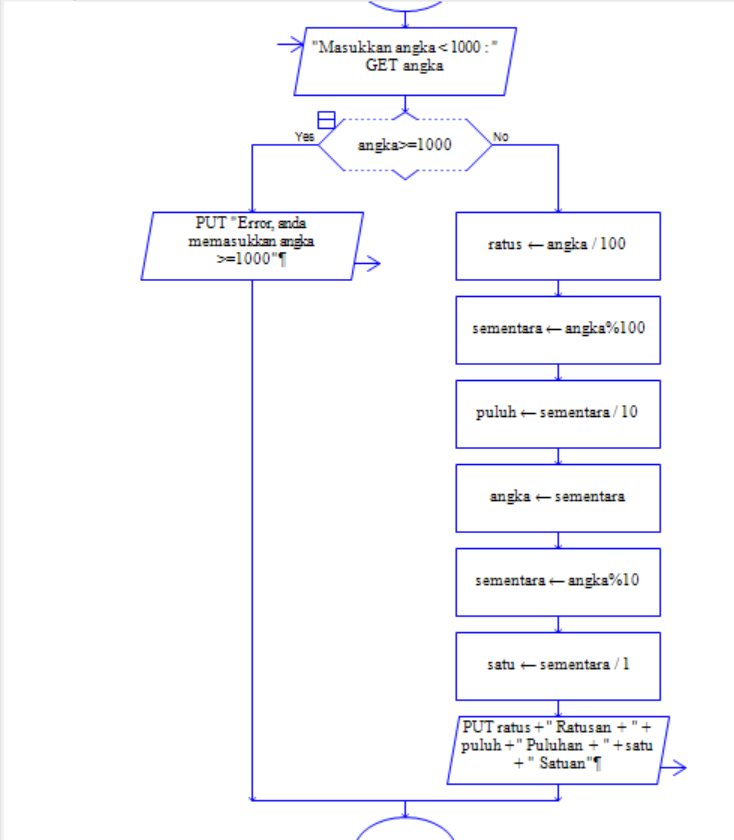 "Masukkan angka < 1000 : "
GET angka
Yes
angka>=1000
No
PUT "Error, anda
memasukkan angka
>=1000"¶
ratus ← angka / 100
sementara ← angka%100
puluh ← sementara / 10
angka ← sementara
sementara ← angka%10
satu ← sementara / 1
PUT ratus +" Ratusan + " +
puluh +" Puluhan + " +satu
+ " Satuan"¶